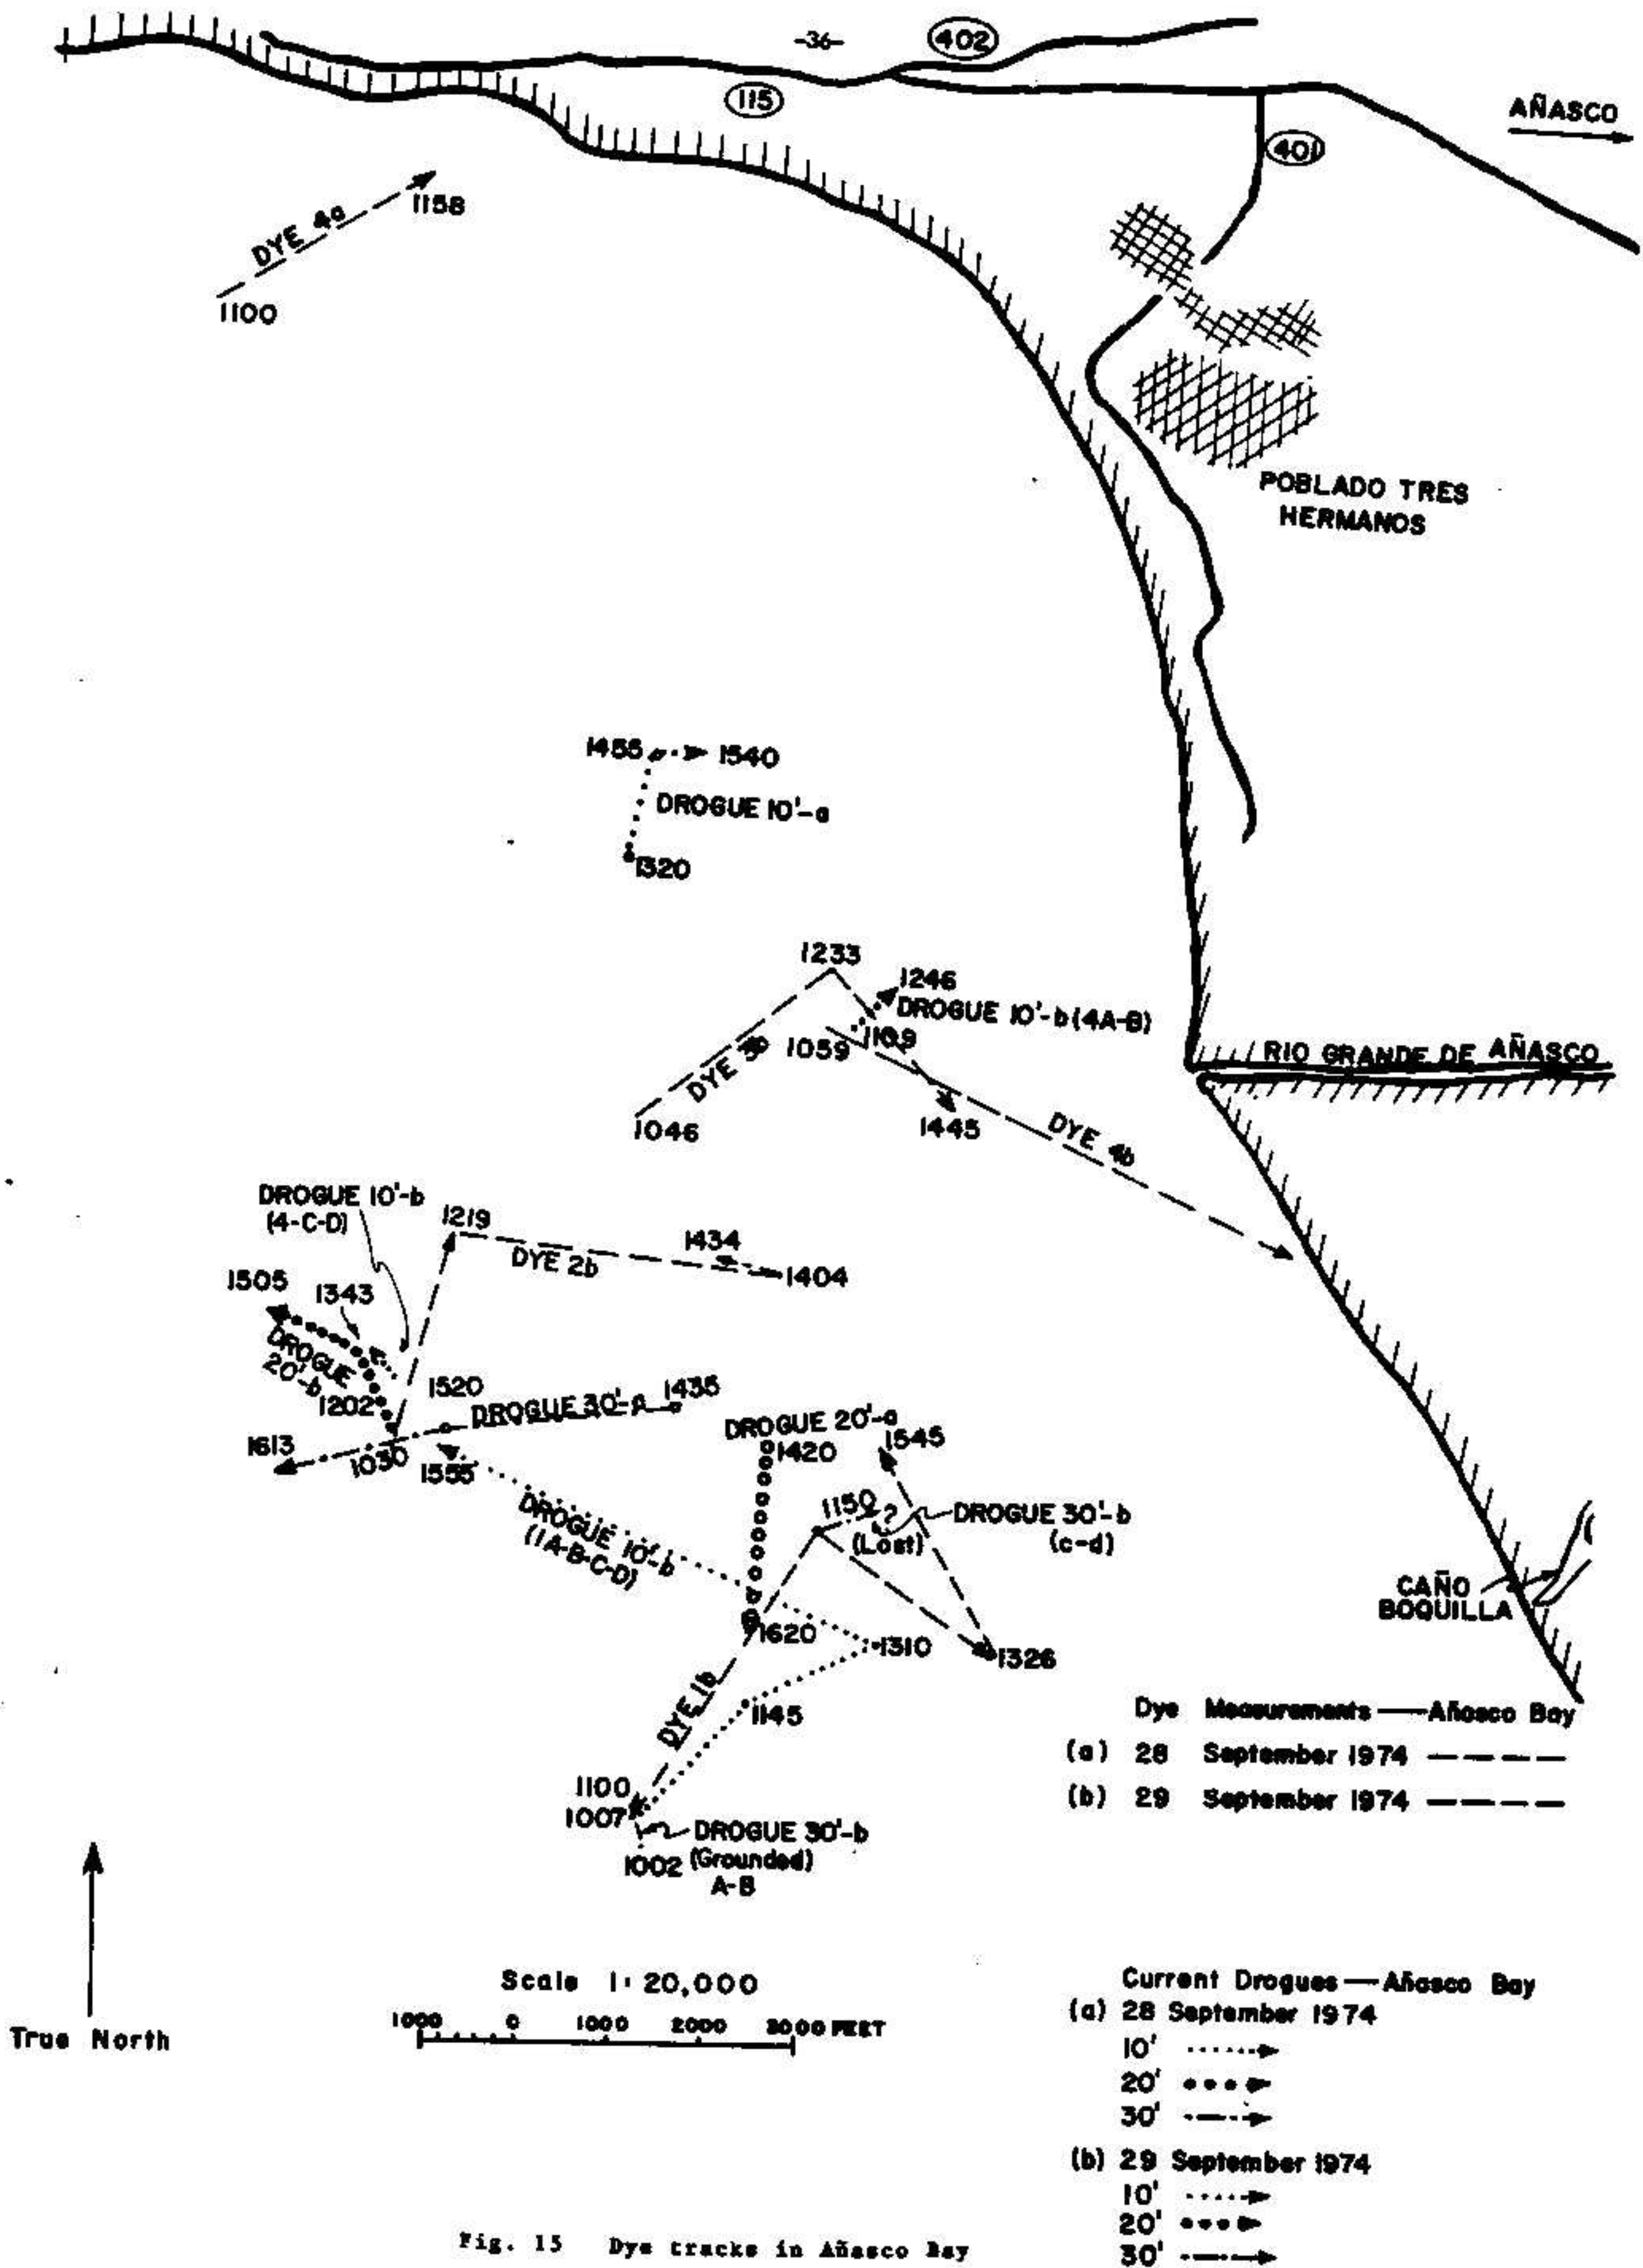 -36-
402
115
AÑASCO
401
DYE 4a
1158
1100
POBLADO TRES
HERMANOS
1455
1540
DROGUE 10'-a
1320
1233
1246
DROGUE 10'-b (4A-B)
1059
1109
DYE 3b
RIO GRANDE DE AÑASCO
1046
1445
DYE 4b
DROGUE 10'-b
(4-C-D)
1219
1434
DYE 2b
1404
1505
1343
DROGUE
20'-b
1202
1520
DROGUE 30'-a
1435
1613
1030
1555
DROGUE 20'-a
1420
1545
DROGUE 10'-b
(1A-B-C-D)
1150
?
(Lost)
DROGUE 30'-b
(c-d)
CAÑO
BOQUILLA
1620
1310
1326
DYE 1b
1145
1100
1007
DROGUE 30'-b
1002 (Grounded)
A-B
Dye Measurements — Añasco Bay
(a) 28 September 1974
(b) 29 September 1974
True North
Scale 1:20,000
1000 0 1000 2000 3000 FEET
Current Drogues — Añasco Bay
(a) 28 September 1974
10'
20'
30'
(b) 29 September 1974
10'
20'
30'
Fig. 15 Dye tracks in Añasco Bay